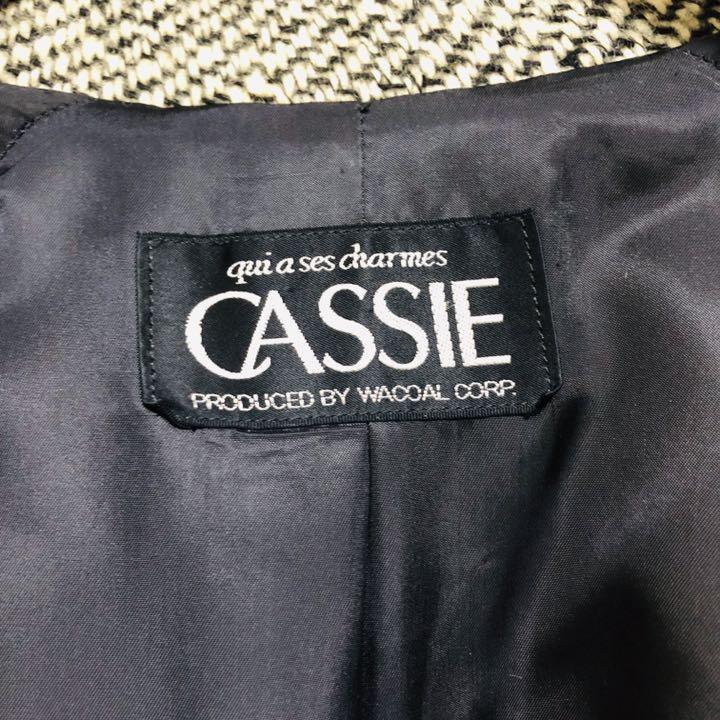 qui a ses charmes
CASSIE
PRODUCED BY WACOAL CORP.